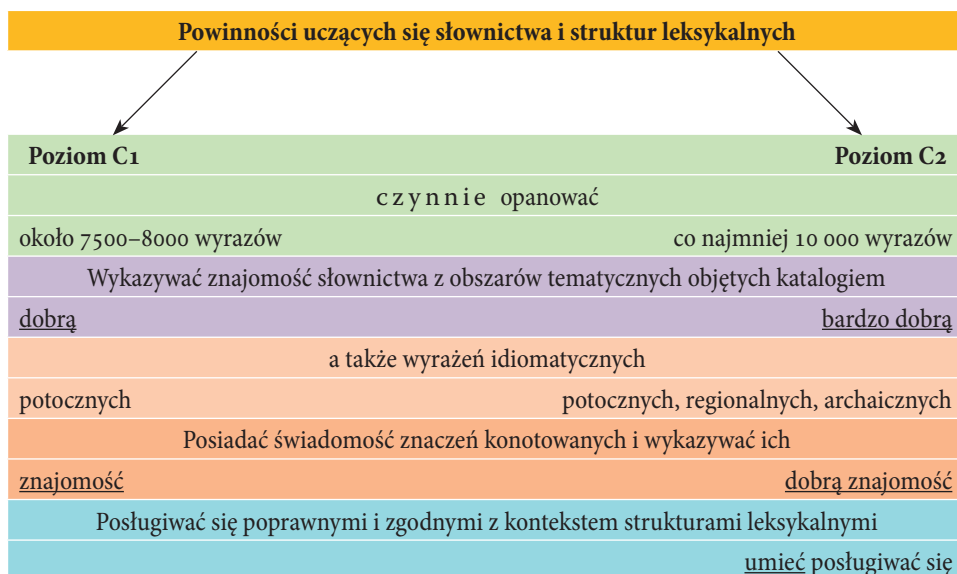 Powinności uczących się słownictwa i struktur leksykalnych
Poziom C1 Poziom C2
czynnie opanować
około 7500–8000 wyrazów co najmniej 10 000 wyrazów
Wykazywać znajomość słownictwa z obszarów tematycznych objętych katalogiem
dobrą bardzo dobrą
a także wyrażeń idiomatycznych
potocznych potocznych, regionalnych, archaicznych
Posiadać świadomość znaczeń konotowanych i wykazywać ich
znajomość dobrą znajomość
Posługiwać się poprawnymi i zgodnymi z kontekstem strukturami leksykalnymi
umieć posługiwać się